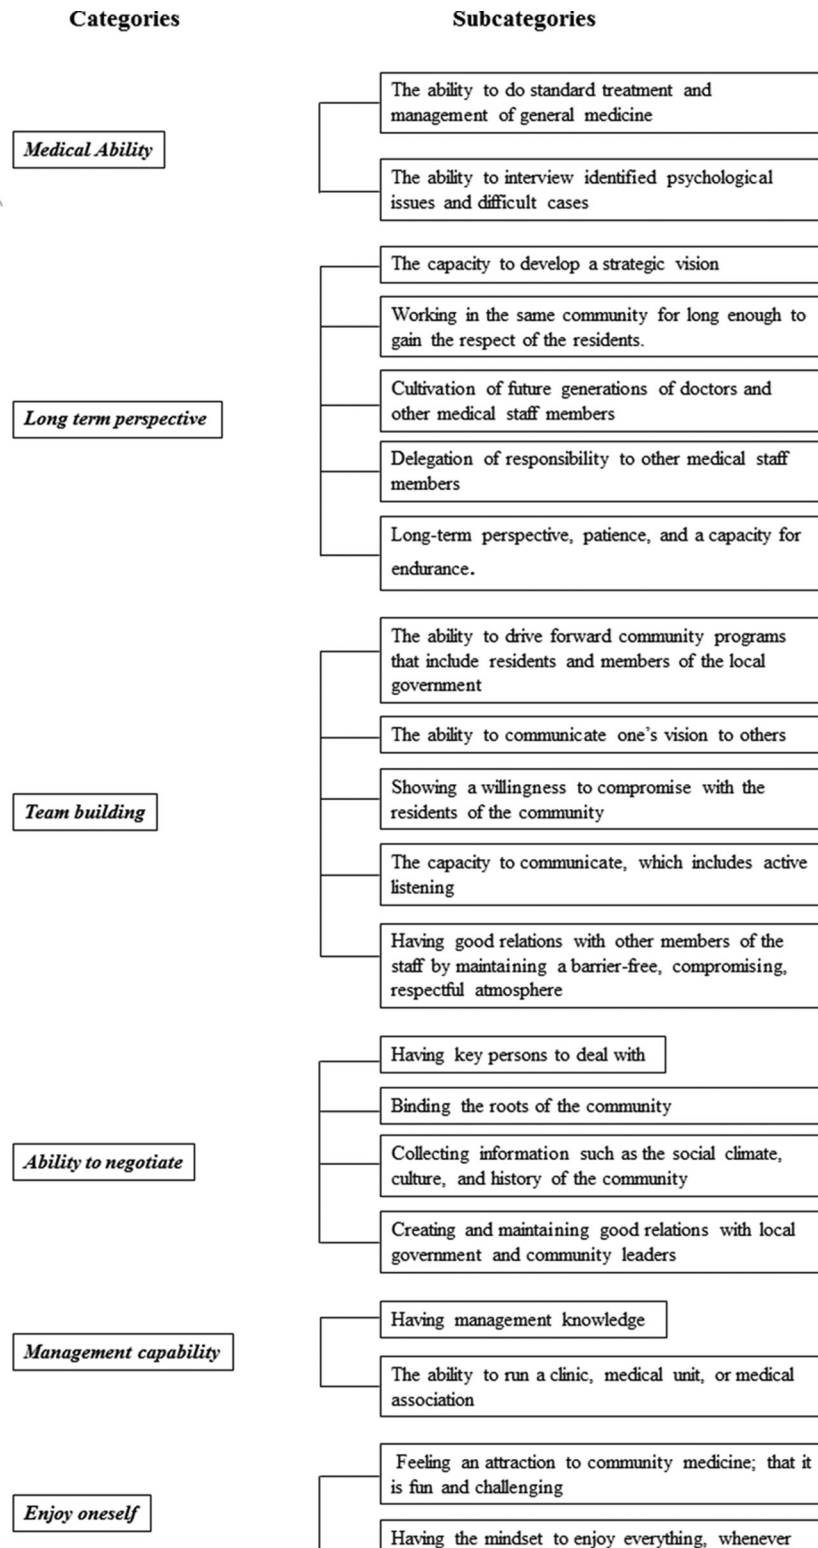 Categories
Subcategories
Medical Ability
The ability to do standard treatment and
management of general medicine
The ability to interview identified psychological
issues and difficult cases
Long term perspective
The capacity to develop a strategic vision
Working in the same community for long enough to
gain the respect of the residents.
Cultivation of future generations of doctors and
other medical staff members
Delegation of responsibility to other medical staff
members
Long-term perspective, patience, and a capacity for
endurance.
Team building
The ability to drive forward community programs
that include residents and members of the local
government
The ability to communicate one's vision to others
Showing a willingness to compromise with the
residents of the community
The capacity to communicate, which includes active
listening
Having good relations with other members of the
staff by maintaining a barrier-free, compromising,
respectful atmosphere
Ability to negotiate
Having key persons to deal with
Binding the roots of the community
Collecting information such as the social climate,
culture, and history of the community
Creating and maintaining good relations with local
government and community leaders
Management capability
Having management knowledge
The ability to run a clinic, medical unit, or medical
association
Enjoy oneself
Feeling an attraction to community medicine; that it
is fun and challenging
Having the mindset to enjoy everything, whenever